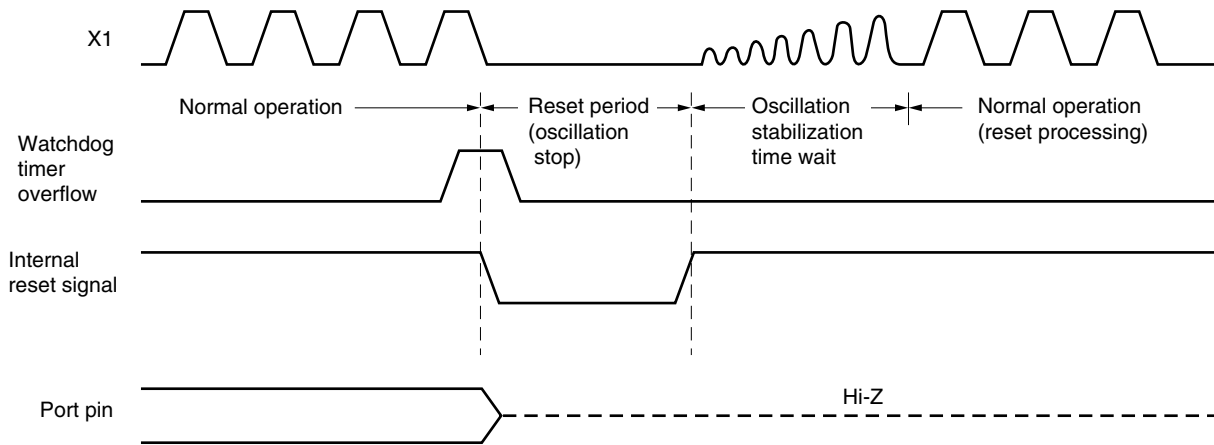 X1
Normal operation
Reset period
(oscillation
stop)
Oscillation
stabilization
time wait
Normal operation
(reset processing)
Watchdog
timer
overflow
Internal
reset signal
Port pin
Hi-Z